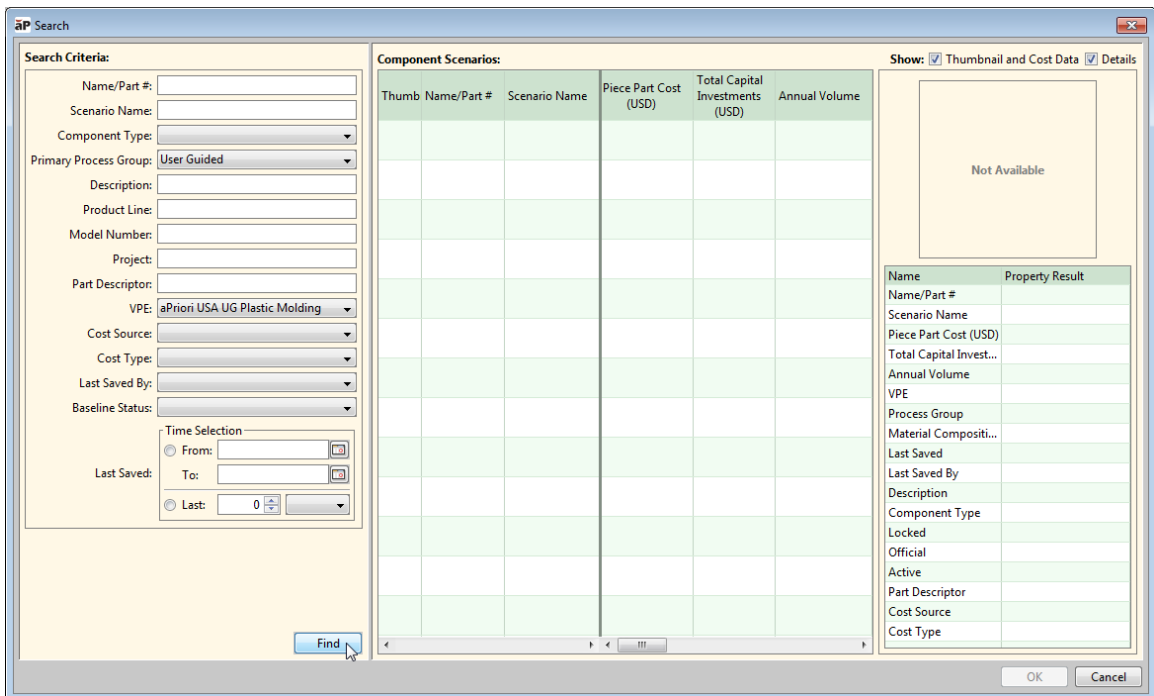 aP Search
Search Criteria:
Name/Part #:
Scenario Name:
Component Type:
Primary Process Group: User Guided
Description:
Product Line:
Model Number:
Project:
Part Descriptor:
VPE: aPriori USA UG Plastic Molding
Cost Source:
Cost Type:
Last Saved By:
Baseline Status:
Last Saved:
Time Selection
From:
To:
Last: 0
Find
Component Scenarios:
Thumb Name/Part # Scenario Name Piece Part Cost (USD) Total Capital Investments (USD) Annual Volume
Show: Thumbnail and Cost Data Details
Not Available
Name Property Result
Name/Part #
Scenario Name
Piece Part Cost (USD)
Total Capital Invest...
Annual Volume
VPE
Process Group
Material Compositi...
Last Saved
Last Saved By
Description
Component Type
Locked
Official
Active
Part Descriptor
Cost Source
Cost Type
OK Cancel